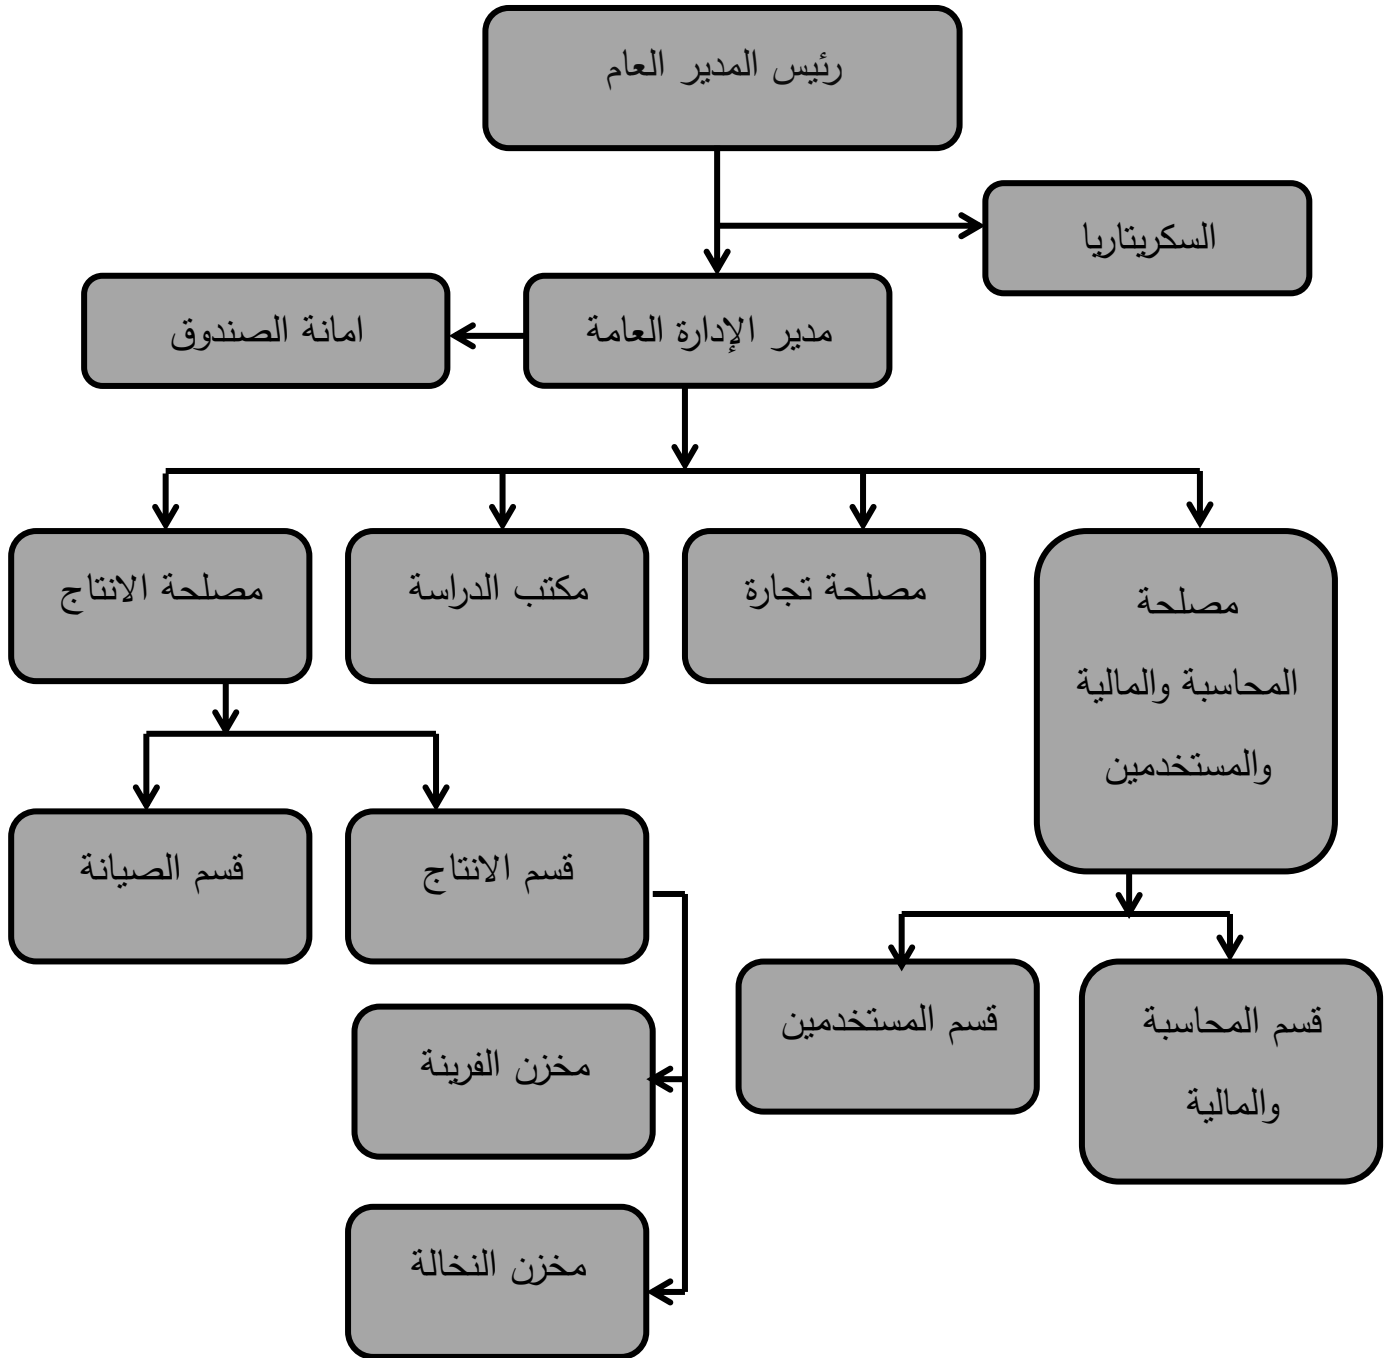 رئيس المدير العام
السكريتاريا
مدير الإدارة العامة
امانة الصندوق
مصلحة
المحاسبة والمالية
والمستخدمين
مصلحة تجارة
مكتب الدراسة
مصلحة الانتاج
قسم الانتاج
قسم الصيانة
قسم المحاسبة
والمالية
قسم المستخدمين
مخزن الفرينة
مخزن النخالة